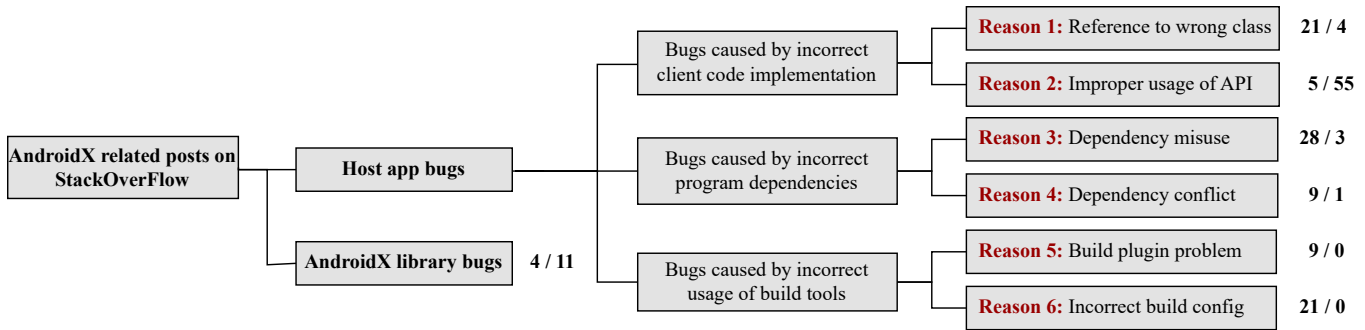 AndroidX related posts on
StackOverFlow
Host app bugs
AndroidX library bugs
4 / 11
Bugs caused by incorrect
client code implementation
Reason 1: Reference to wrong class
21 / 4
Reason 2: Improper usage of API
5 / 55
Bugs caused by incorrect
program dependencies
Reason 3: Dependency misuse
28 / 3
Reason 4: Dependency conflict
9 / 1
Bugs caused by incorrect
usage of build tools
Reason 5: Build plugin problem
9 / 0
Reason 6: Incorrect build config
21 / 0